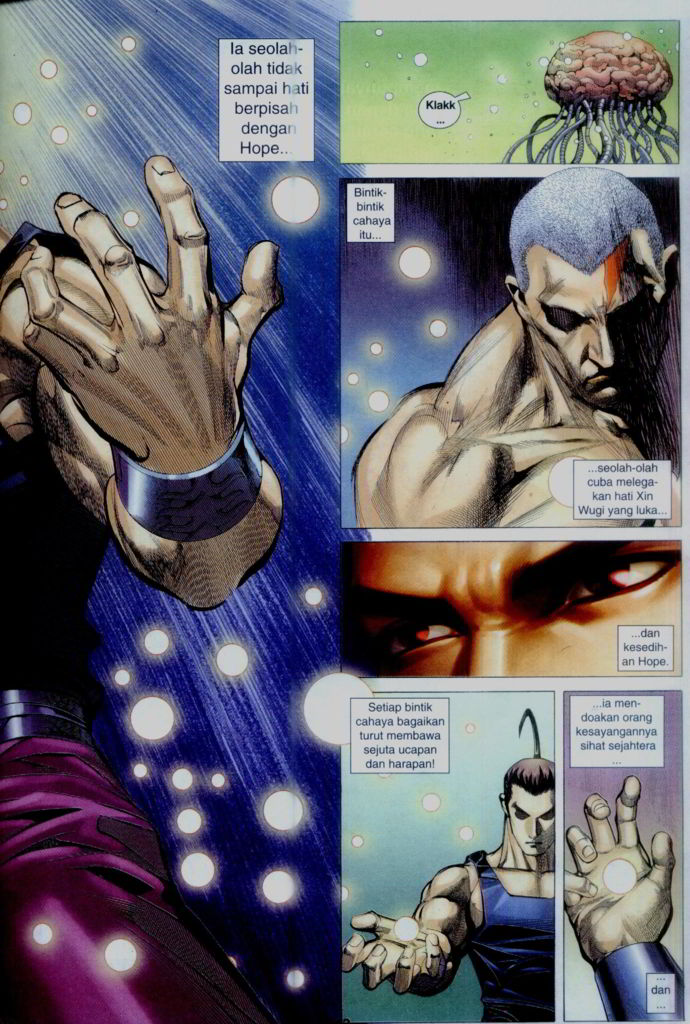 Ia seolah-
olah tidak
sampai hati
berpisah
dengan
Hope...
Klakk
...
Bintik-
bintik
cahaya
itu...
...seolah-olah
cuba melega-
kan hati Xin
Wugi yang luka...
...dan
kesedih-
an Hope.
Setiap bintik
cahaya bagaikan
turut membawa
sejuta ucapan
dan harapan!
...ia men-
doakan orang
kesayangannya
sihat sejahtera
...
...
dan
...